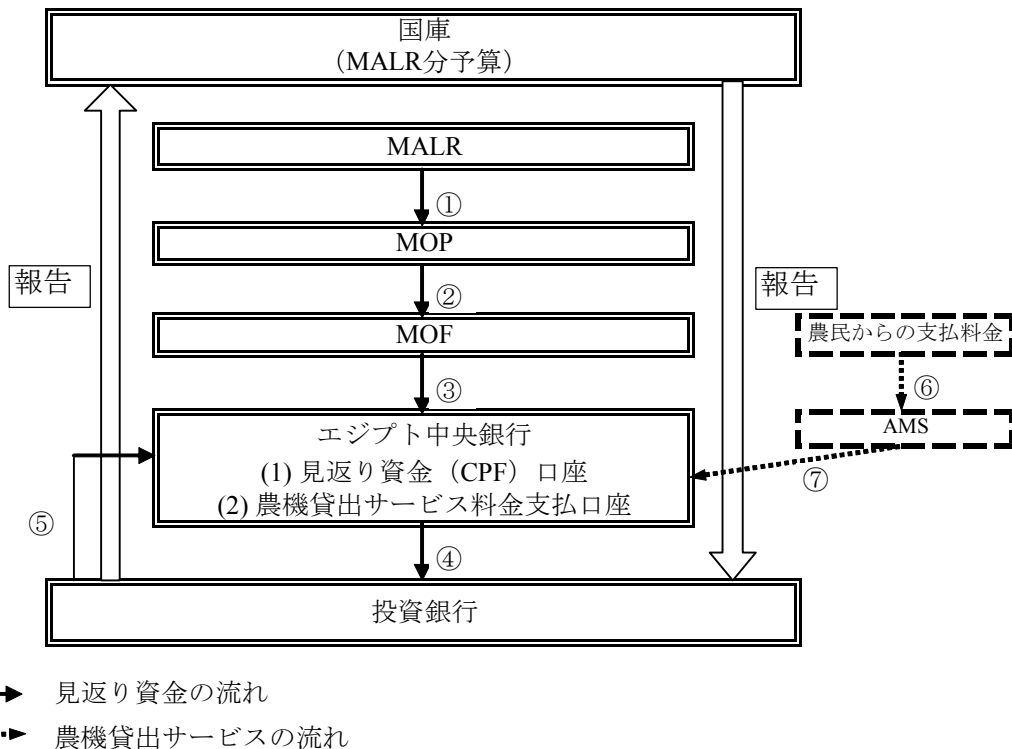 国庫
（MALR分予算）
MALR
①
MOP
報告
報告
②
農民からの支払料金
MOF
⑥
③
AMS
エジプト中央銀行
(1) 見返り資金（CPF）口座
(2) 農機貸出サービス料金支払口座
⑦
⑤
④
投資銀行
見返り資金の流れ
農機貸出サービスの流れ